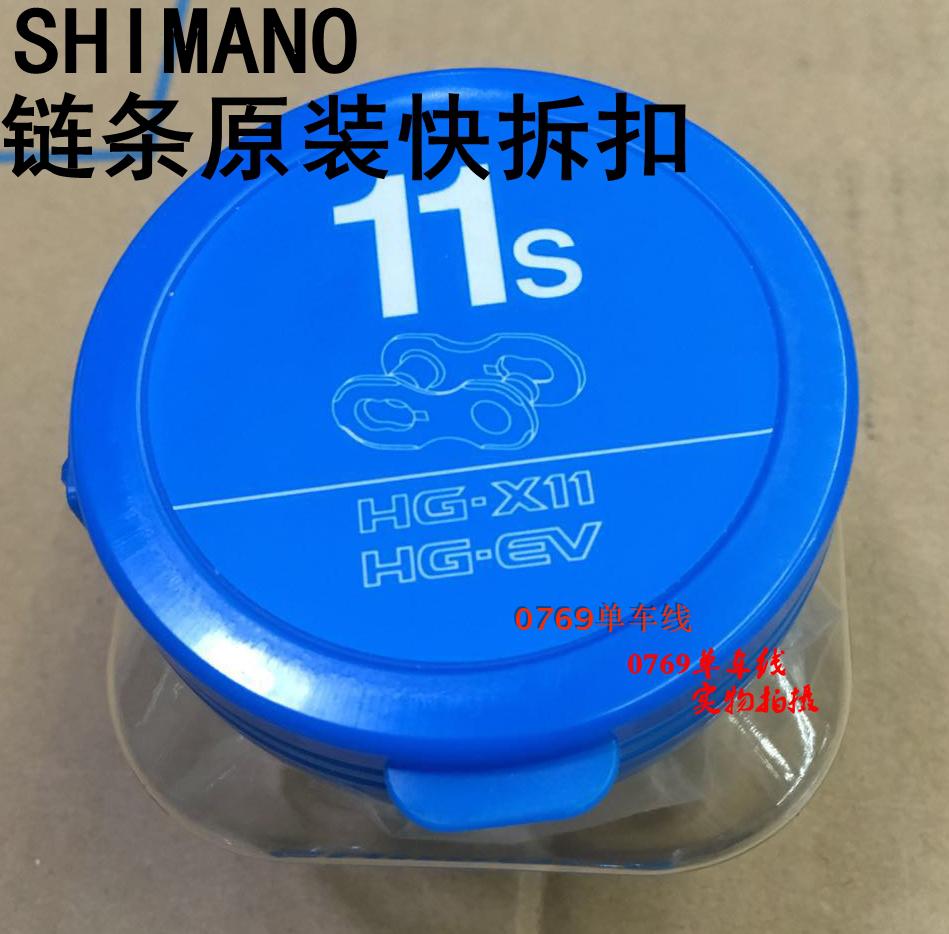 SHIMANO
链条原装快拆扣
11s
HG-X11
HG-EV
0769单车线
0769单车线
实物拍摄